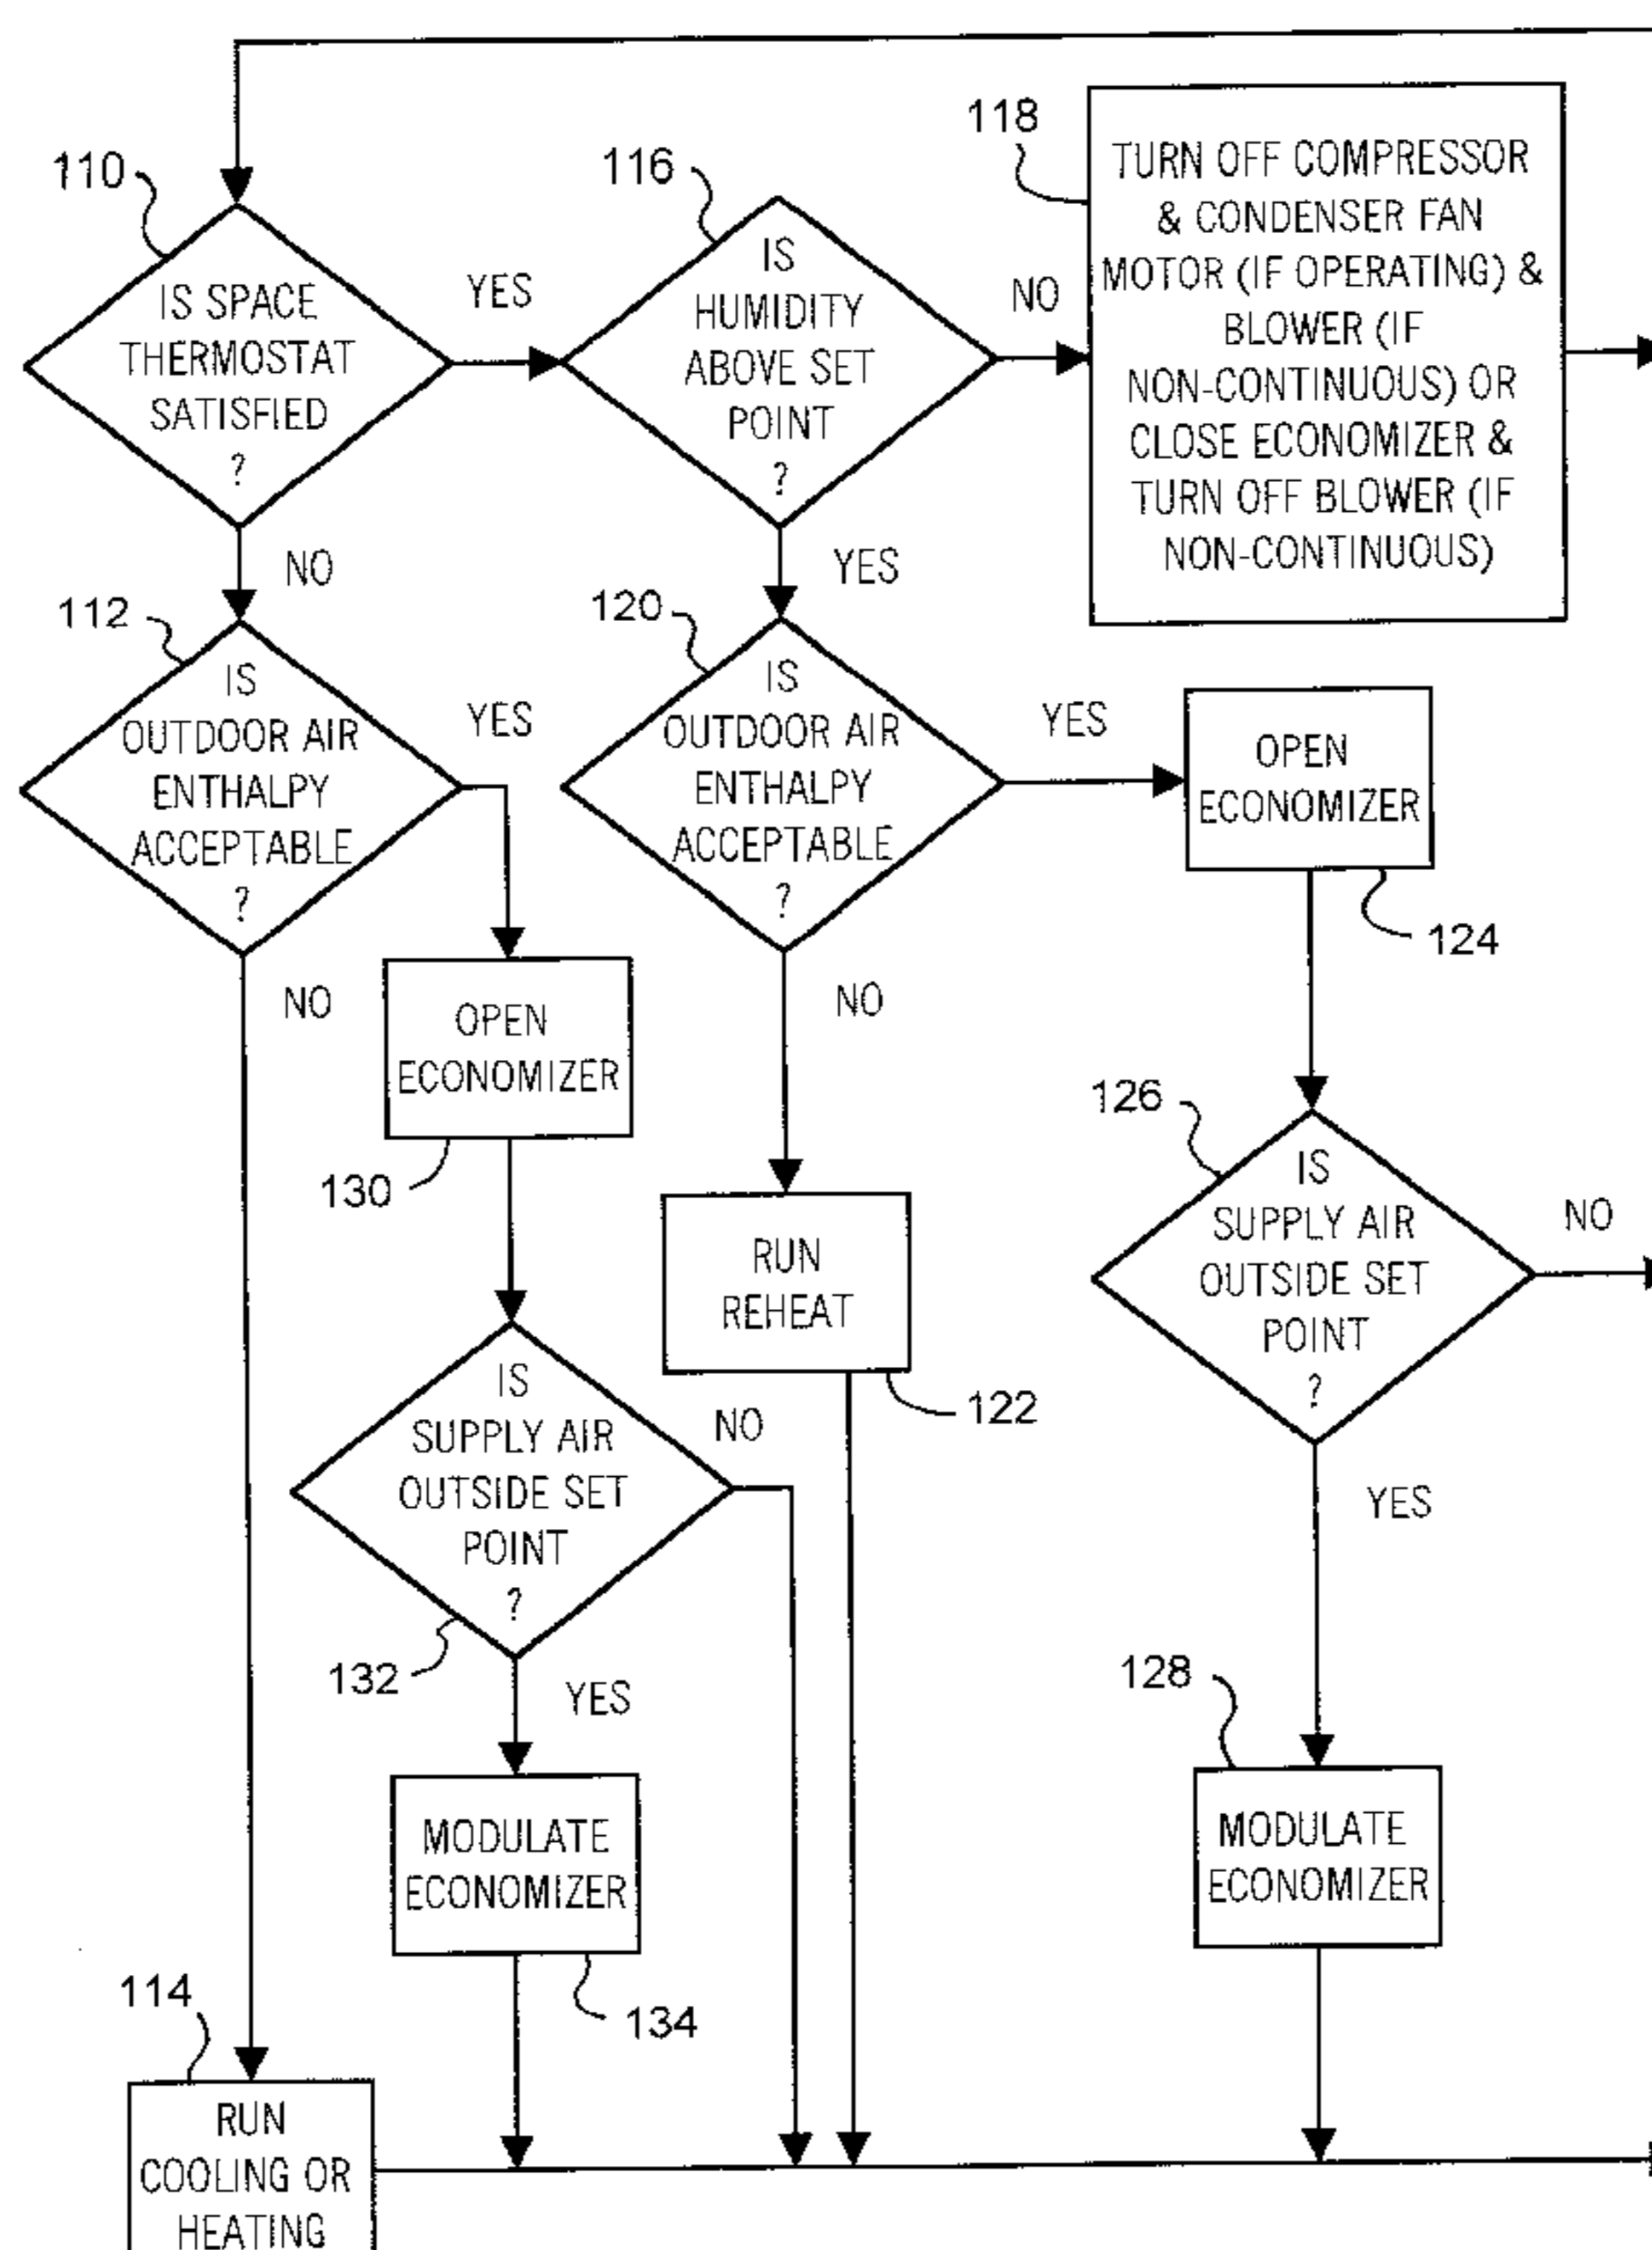 110
IS SPACE
THERMOSTAT
SATISFIED
?
YES
NO
116
IS
HUMIDITY
ABOVE SET
POINT
?
NO
YES
118
TURN OFF COMPRESSOR
& CONDENSER FAN
MOTOR (IF OPERATING) &
BLOWER (IF
NON-CONTINUOUS) OR
CLOSE ECONOMIZER &
TURN OFF BLOWER (IF
NON-CONTINUOUS)
112
IS
OUTDOOR AIR
ENTHALPY
ACCEPTABLE
?
YES
NO
120
IS
OUTDOOR AIR
ENTHALPY
ACCEPTABLE
?
YES
NO
OPEN
ECONOMIZER
124
OPEN
ECONOMIZER
130
RUN
REHEAT
122
126
IS
SUPPLY AIR
OUTSIDE SET
POINT
?
NO
YES
IS
SUPPLY AIR
OUTSIDE SET
POINT
?
NO
132
YES
128
MODULATE
ECONOMIZER
MODULATE
ECONOMIZER
134
114
RUN
COOLING OR
HEATING